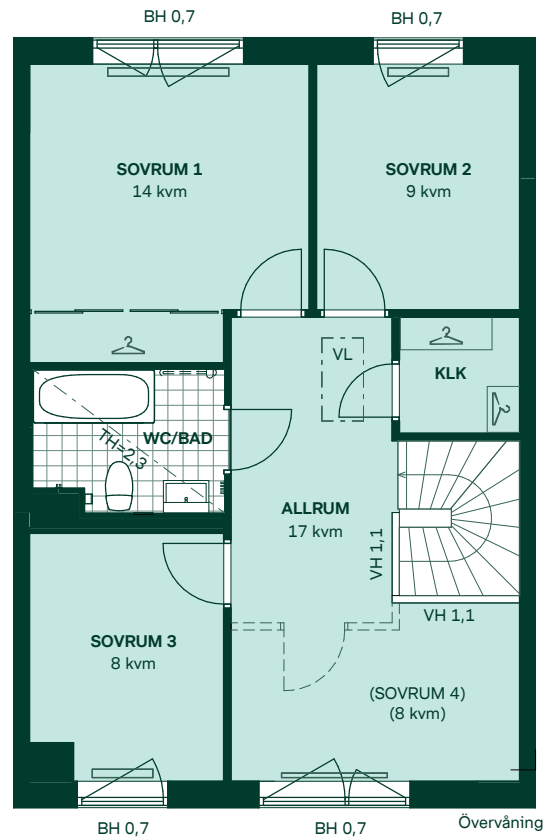 BH 0,7
BH 0,7
SOVRUM 1
14 kvm
SOVRUM 2
9 kvm
VL
KLK
WC/BAD
TH=2,3
ALLRUM
17 kvm
VH 1,1
VH 1,1
SOVRUM 3
8 kvm
(SOVRUM 4)
(8 kvm)
BH 0,7
BH 0,7
Övervåning